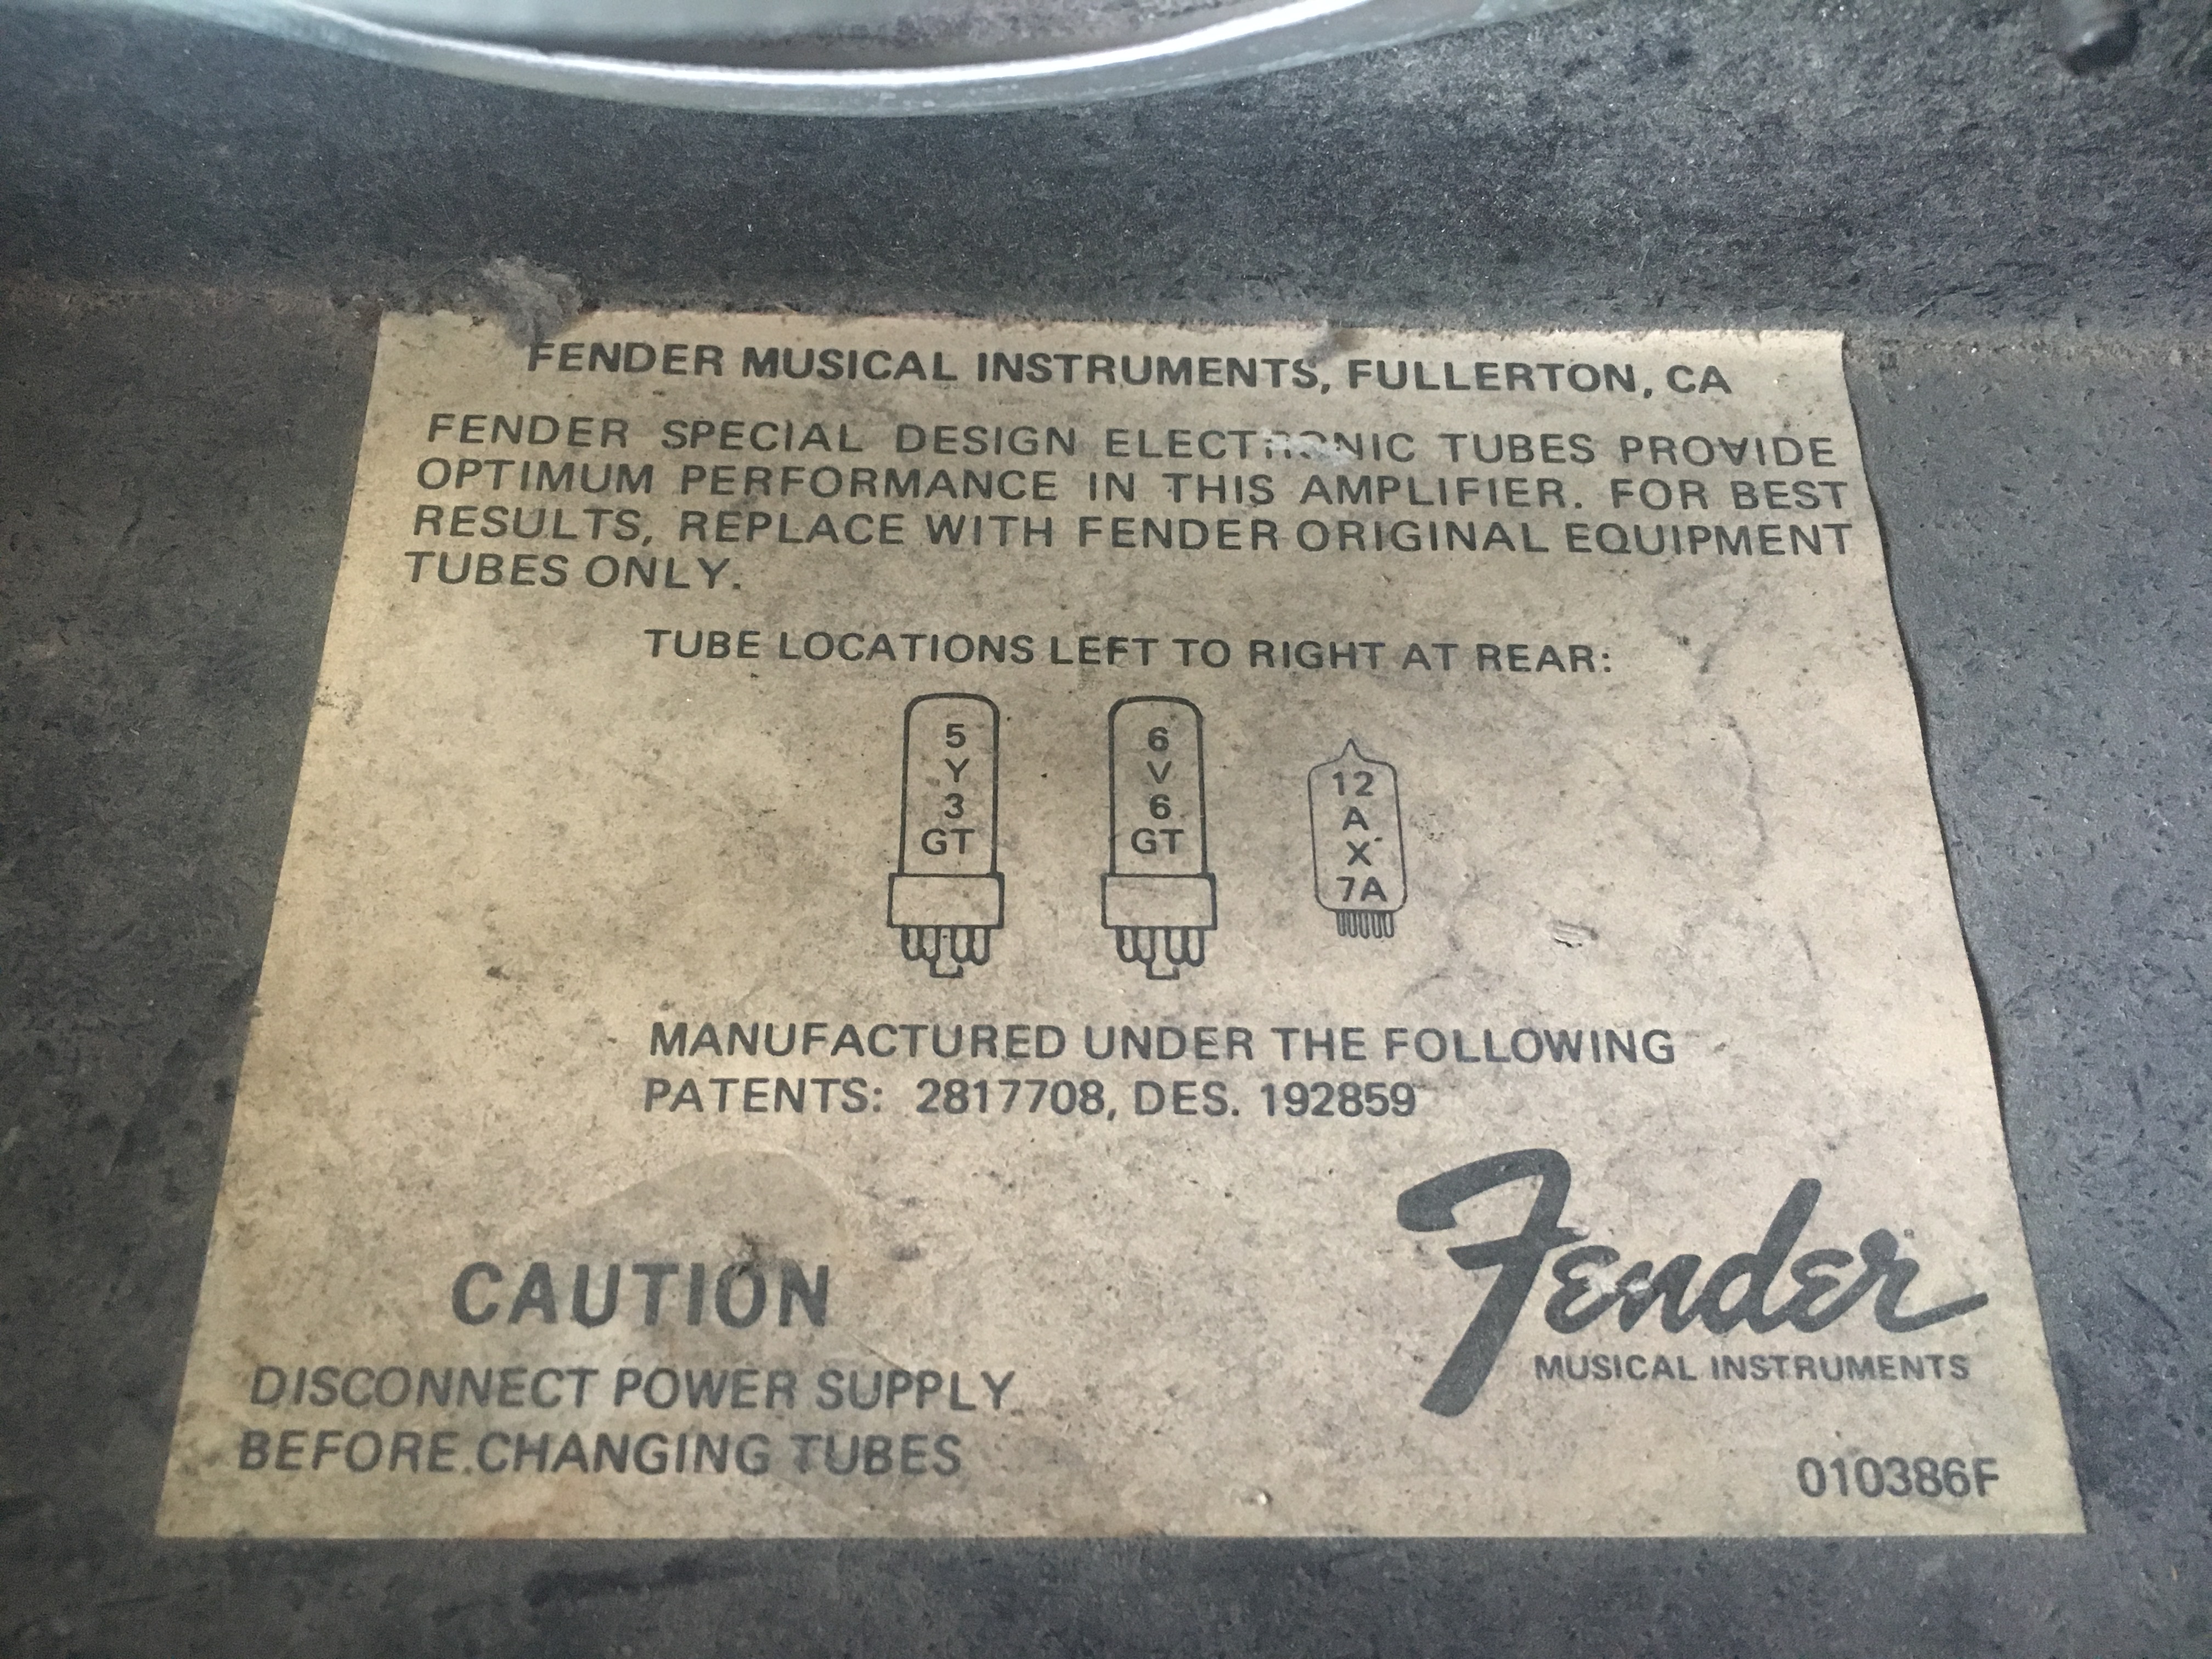 FENDER MUSICAL INSTRUMENTS, FULLERTON, CA
FENDER SPECIAL DESIGN ELECTRONIC TUBES PROVIDE
OPTIMUM PERFORMANCE IN THIS AMPLIFIER. FOR BEST
RESULTS, REPLACE WITH FENDER ORIGINAL EQUIPMENT
TUBES ONLY.
TUBE LOCATIONS LEFT TO RIGHT AT REAR:
5
Y
3
GT
6
V
6
GT
12
A
X
7A
MANUFACTURED UNDER THE FOLLOWING
PATENTS: 2817708, DES. 192859
CAUTION
DISCONNECT POWER SUPPLY
BEFORE CHANGING TUBES
Fender
MUSICAL INSTRUMENTS
010386F